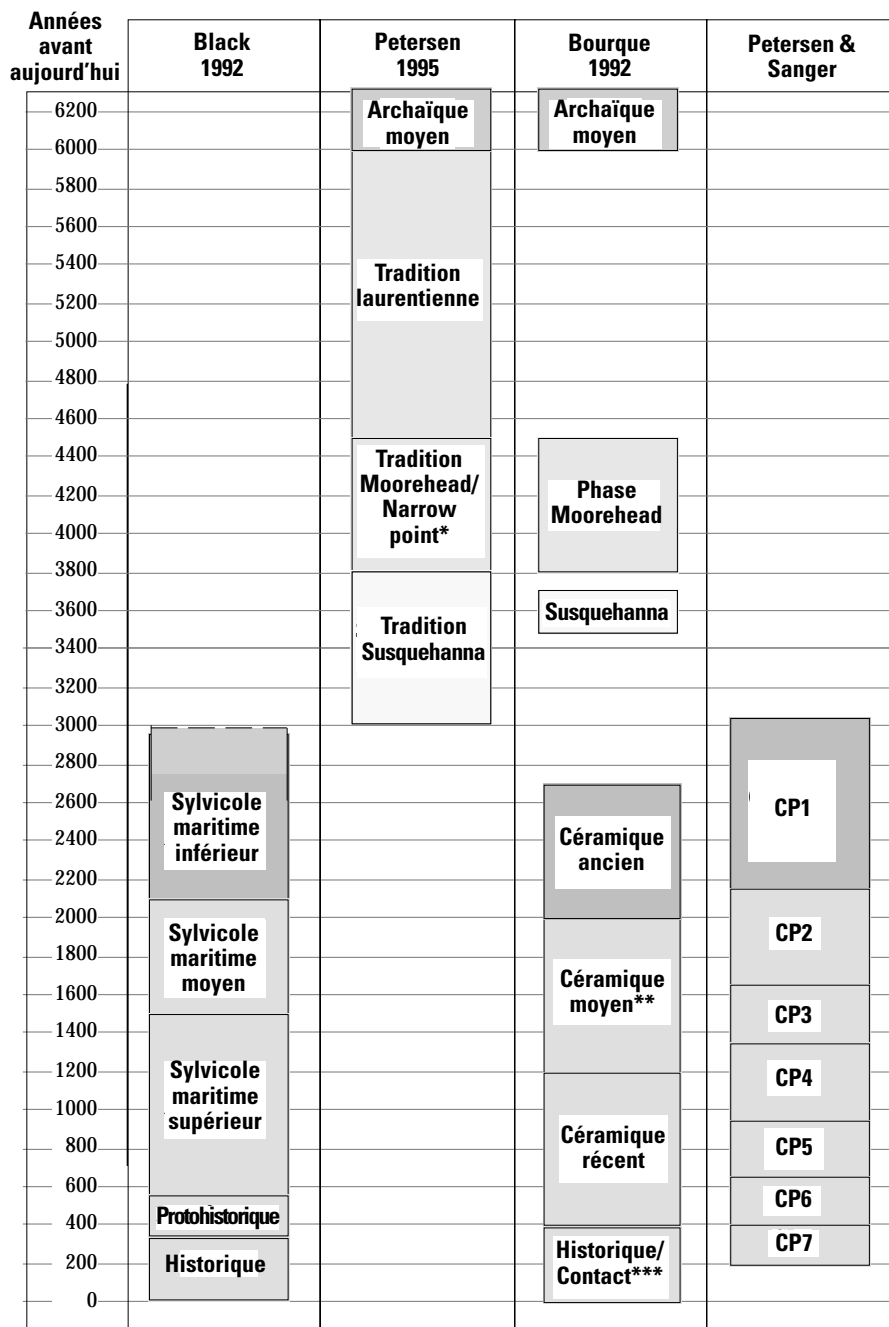 Années
avant
aujourd'hui
Black
1992
Petersen
1995
Bourque
1992
Petersen &
Sanger
6200
6000
5800
5600
5400
5200
5000
4800
4600
4400
4200
4000
3800
3600
3400
3200
3000
2800
2600
2400
2200
2000
1800
1600
1400
1200
1000
800
600
400
200
0
Sylvicole
maritime
inférieur
Sylvicole
maritime
moyen
Sylvicole
maritime
supérieur
Protohistorique
Historique
Archaïque
moyen
Tradition
laurentienne
Tradition
Moorehead/
Narrow
point*
Tradition
Susquehanna
Archaïque
moyen
Phase
Moorehead
Susquehanna
Céramique
ancien
Céramique
moyen**
Céramique
récent
Historique/
Contact***
CP1
CP2
CP3
CP4
CP5
CP6
CP7